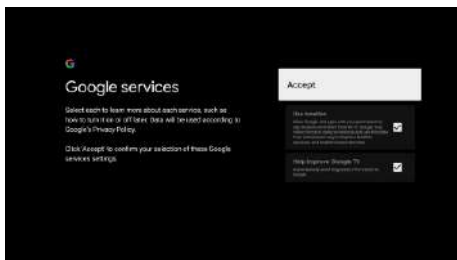 Google services
Select each to learn more about each service, such as
how to turn it on or off later. Data will be used according to
Google's Privacy Policy.
Click 'Accept' to confirm your selection of these Google
services settings.
Accept
Use location
Help improve Google TV